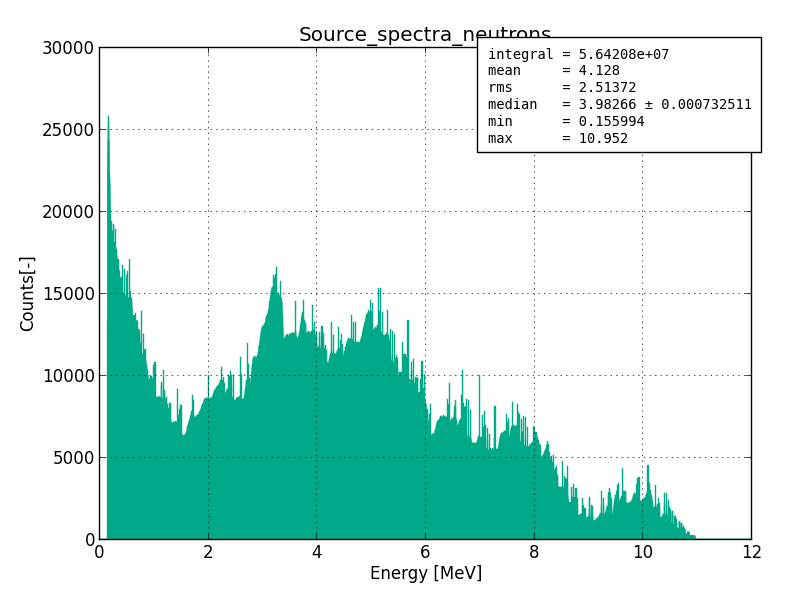 Source_spectra_neutrons
integral = 5.64208e+07
mean = 4.128
rms = 2.51372
median = 3.98266 ± 0.000732511
min = 0.155994
max = 10.952
30000
25000
20000
15000
10000
5000
0
Counts[-]
0 2 4 6 8 10 12
Energy [MeV]